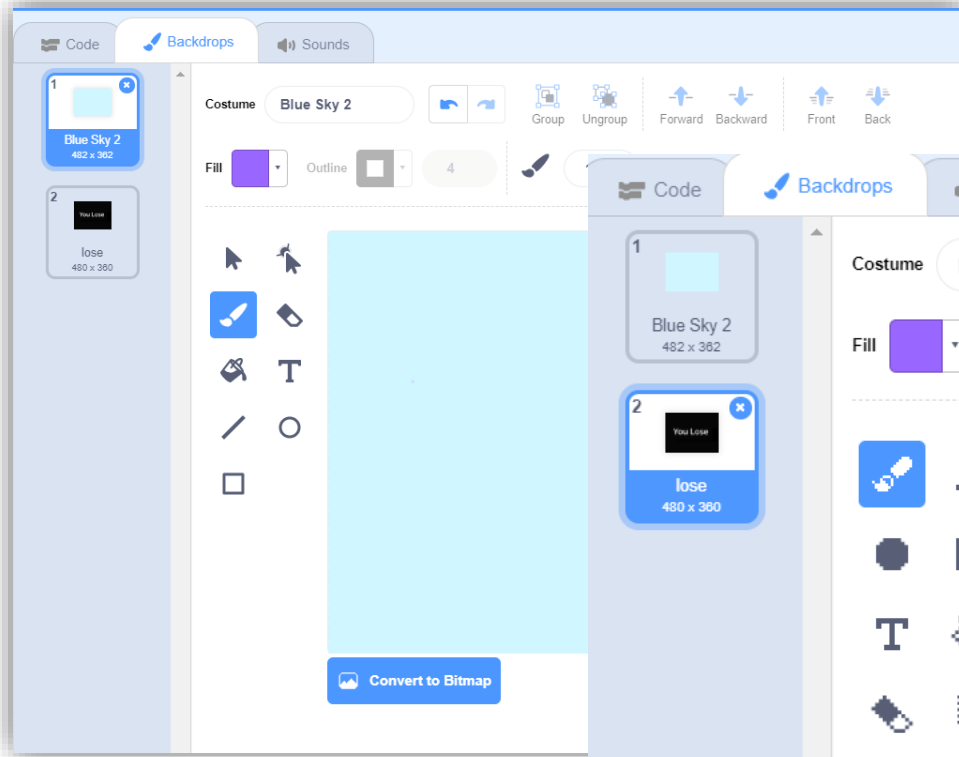 Code
Backdrops
Sounds
1
Blue Sky 2
482 x 362
2
You Lose
lose
480 x 360
Costume
Blue Sky 2
Group
Ungroup
Forward
Backward
Front
Back
Fill
Outline
4
T
Convert to Bitmap
Code
Backdrops
1
Blue Sky 2
482 x 362
2
You Lose
lose
480 x 360
Costume
Fill
T